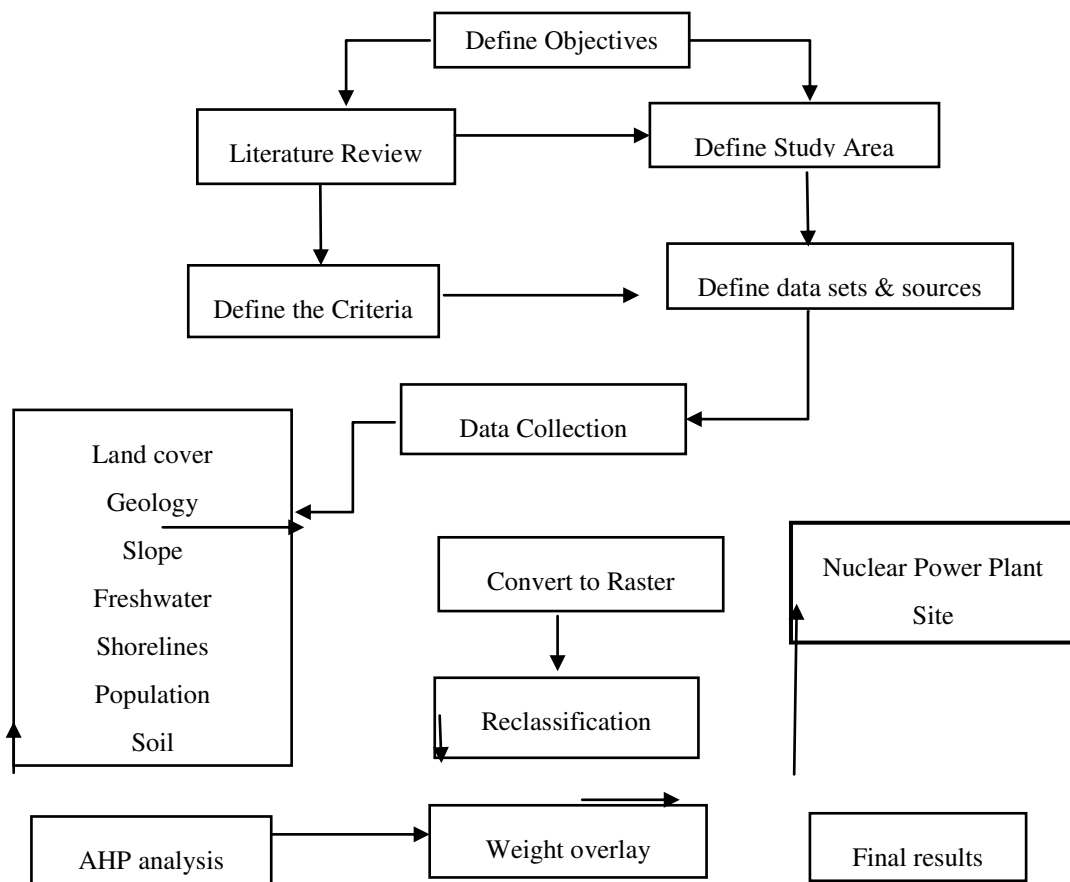 Define Objectives
Literature Review
Define Study Area
Define the Criteria
Define data sets & sources
Data Collection
Land cover
Geology
Slope
Freshwater
Shorelines
Population
Soil
Convert to Raster
Nuclear Power Plant
Site
Reclassification
AHP analysis
Weight overlay
Final results